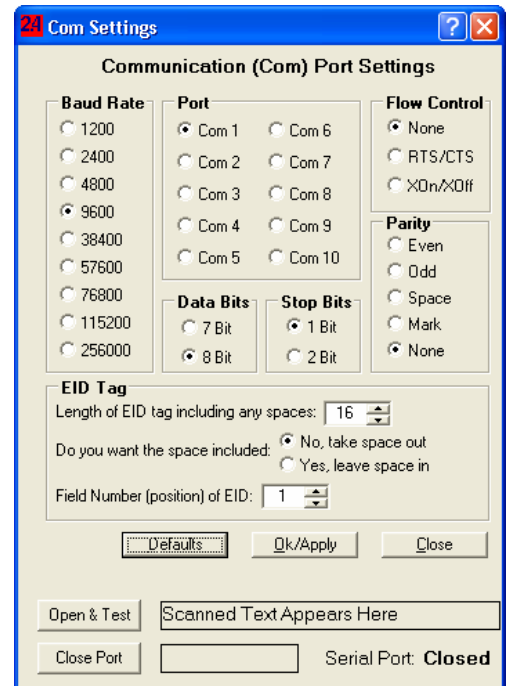 24 Com Settings
Communication (Com) Port Settings
Baud Rate
1200
2400
4800
9600
38400
57600
76800
115200
256000
Port
Com 1
Com 2
Com 3
Com 4
Com 5
Com 6
Com 7
Com 8
Com 9
Com 10
Flow Control
None
RTS/CTS
XOn/XOff
Parity
Even
Odd
Space
Mark
None
Data Bits
7 Bit
8 Bit
Stop Bits
1 Bit
2 Bit
EID Tag
Length of EID tag including any spaces: 16
Do you want the space included:
No, take space out
Yes, leave space in
Field Number (position) of EID: 1
Defaults
Ok/Apply
Close
Open & Test
Scanned Text Appears Here
Close Port
Serial Port: Closed